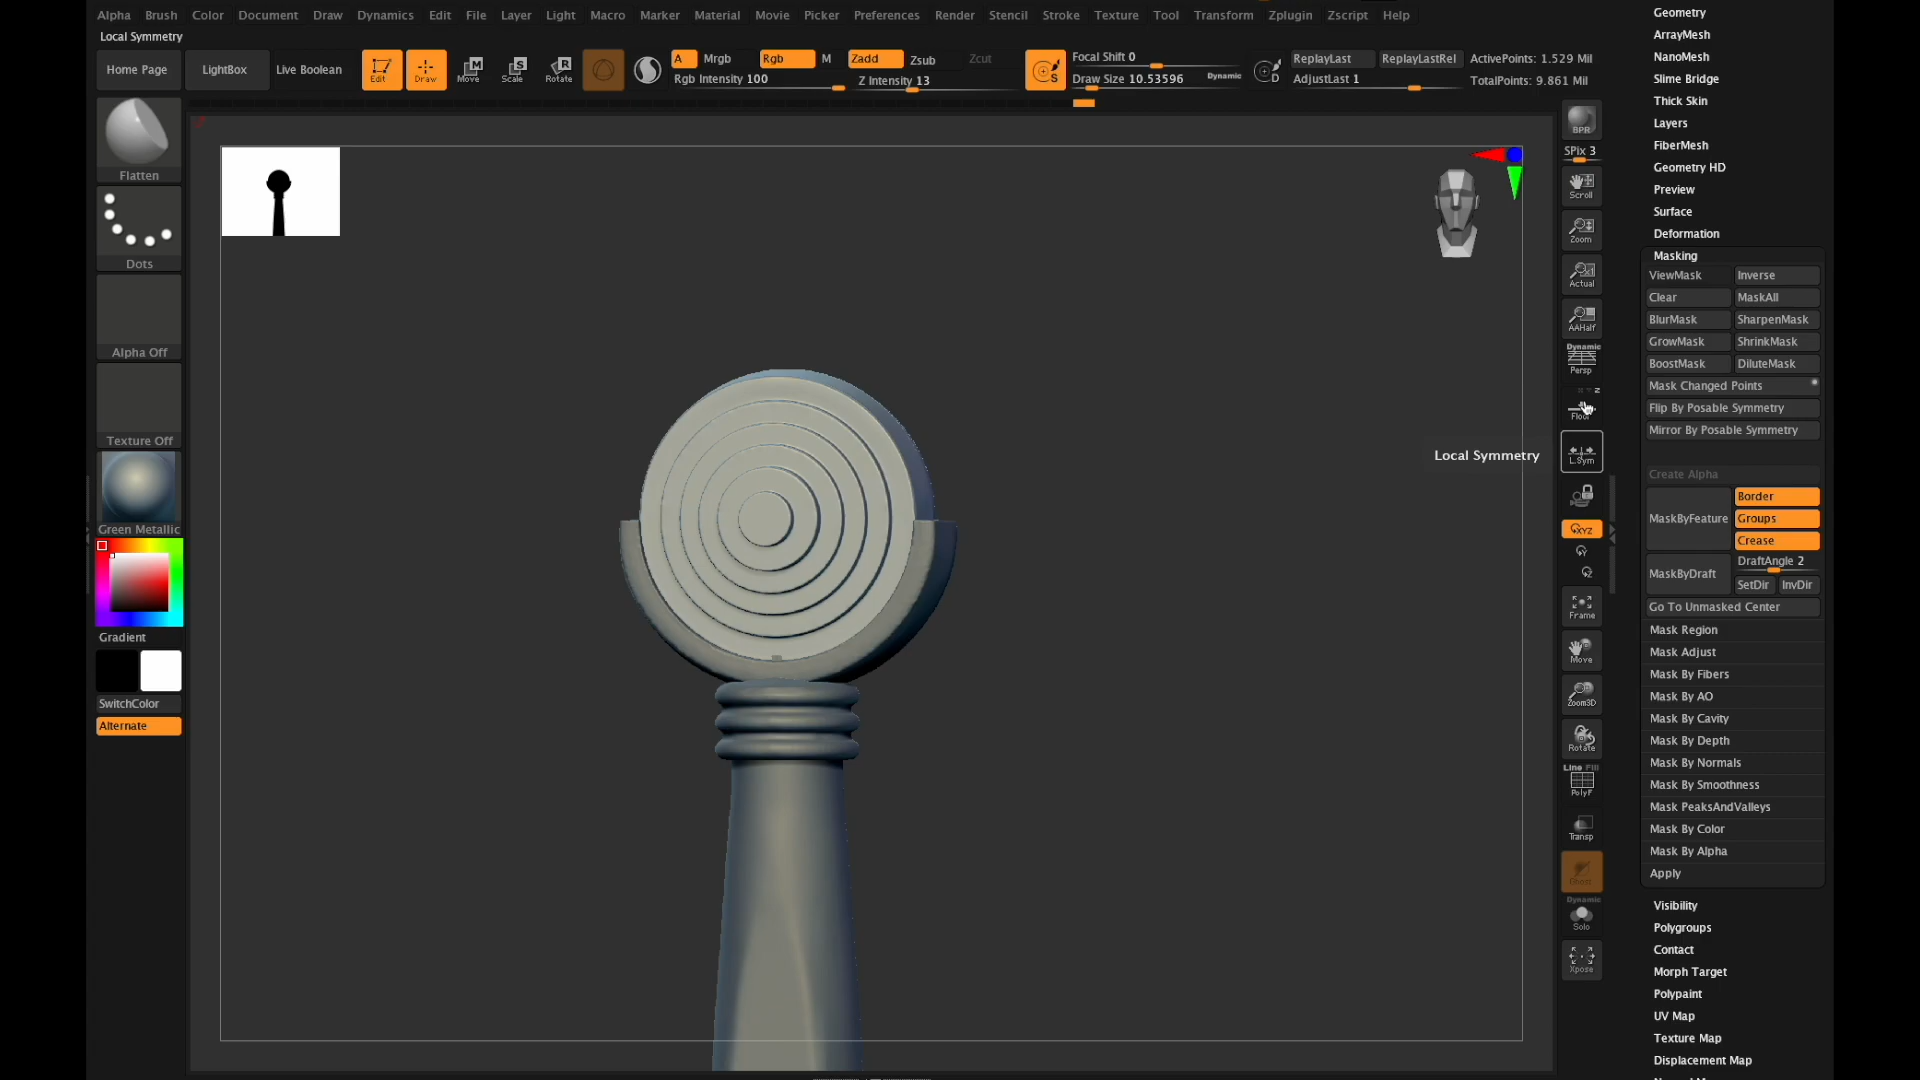 Alpha Brush Color Document Draw Dynamics Edit File Layer Light Macro Marker Material Movie Picker Preferences Render Stencil Stroke Texture Tool Transform Zplugin Zscript Help
Local Symmetry
Home Page LightBox Live Boolean Edit Draw Move Scale Rotate
M S R
A Mrgb Rgb M Zadd Zsub Zcut
Rgb Intensity 100 Z Intensity 13
S Focal Shift 0
Draw Size 10.53596 Dynamic
D ReplayLast ReplayLastRel ActivePoints: 1.529 Mil
AdjustLast 1 TotalPoints: 9.861 Mil
Flatten
Dots
Alpha Off
Texture Off
Green Metallic
Gradient
SwitchColor
Alternate
Local Symmetry
BPR
SPix 3
Scroll
Zoom
Actual
AAHalf
Dynamic
Persp
Floor
L.Sym
XYZ
Y
Z
Frame
Move
Zoom3D
Rotate
Line Fill
PolyF
Transp
Ghost
Dynamic
Solo
Xpose
Geometry
ArrayMesh
NanoMesh
Slime Bridge
Thick Skin
Layers
FiberMesh
Geometry HD
Preview
Surface
Deformation
Masking
ViewMask Inverse
Clear MaskAll
BlurMask SharpenMask
GrowMask ShrinkMask
BoostMask DiluteMask
Mask Changed Points
Flip By Posable Symmetry
Mirror By Posable Symmetry
Create Alpha
MaskByFeature Border
Groups
Crease
MaskByDraft DraftAngle 2
SetDir InvDir
Go To Unmasked Center
Mask Region
Mask Adjust
Mask By Fibers
Mask By AO
Mask By Cavity
Mask By Depth
Mask By Normals
Mask By Smoothness
Mask PeaksAndValleys
Mask By Color
Mask By Alpha
Apply
Visibility
Polygroups
Contact
Morph Target
Polypaint
UV Map
Texture Map
Displacement Map